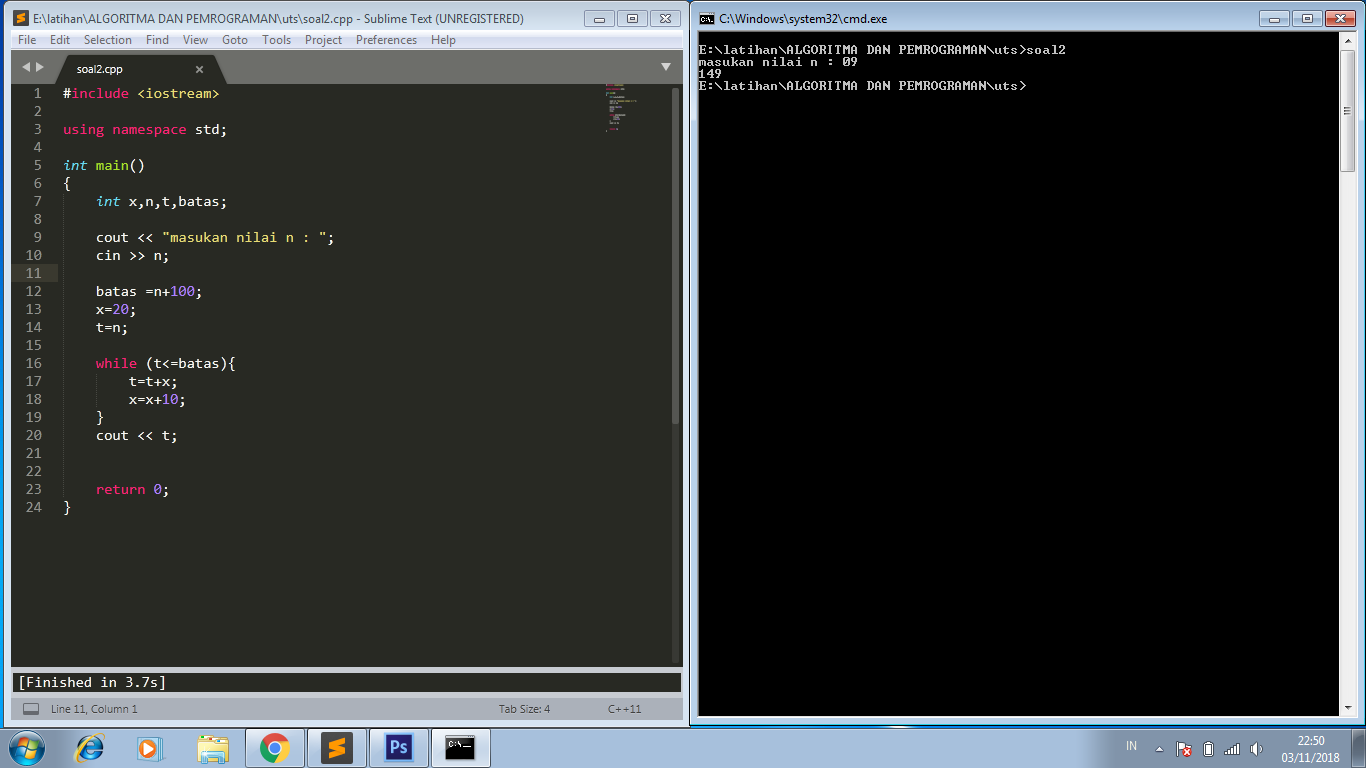 E:\latihan\ALGORITMA DAN PEMROGRAMAN\uts\soal2.cpp - Sublime Text (UNREGISTERED)
File Edit Selection Find View Goto Tools Project Preferences Help
soal2.cpp
1 #include <iostream>
2
3 using namespace std;
4
5 int main()
6 {
7 int x,n,t,batas;
8
9 cout << "masukan nilai n : ";
10 cin >> n;
11
12 batas =n+100;
13 x=20;
14 t=n;
15
16 while (t<=batas){
17 t=t+x;
18 x=x+10;
19 }
20 cout << t;
21
22
23 return 0;
24 }
[Finished in 3.7s]
Line 11, Column 1 Tab Size: 4 C++11
C:\Windows\system32\cmd.exe
E:\latihan\ALGORITMA DAN PEMROGRAMAN\uts>soal2
masukan nilai n : 09
149
E:\latihan\ALGORITMA DAN PEMROGRAMAN\uts>
Ps
IN
22:50
03/11/2018